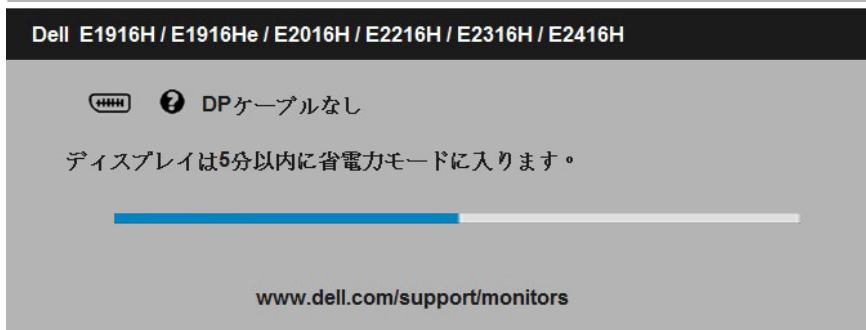 Dell E1916H / E1916He / E2016H / E2216H / E2316H / E2416H
DPケーブルなし
ディスプレイは5分以内に省電力モードに入ります。
www.dell.com/support/monitors